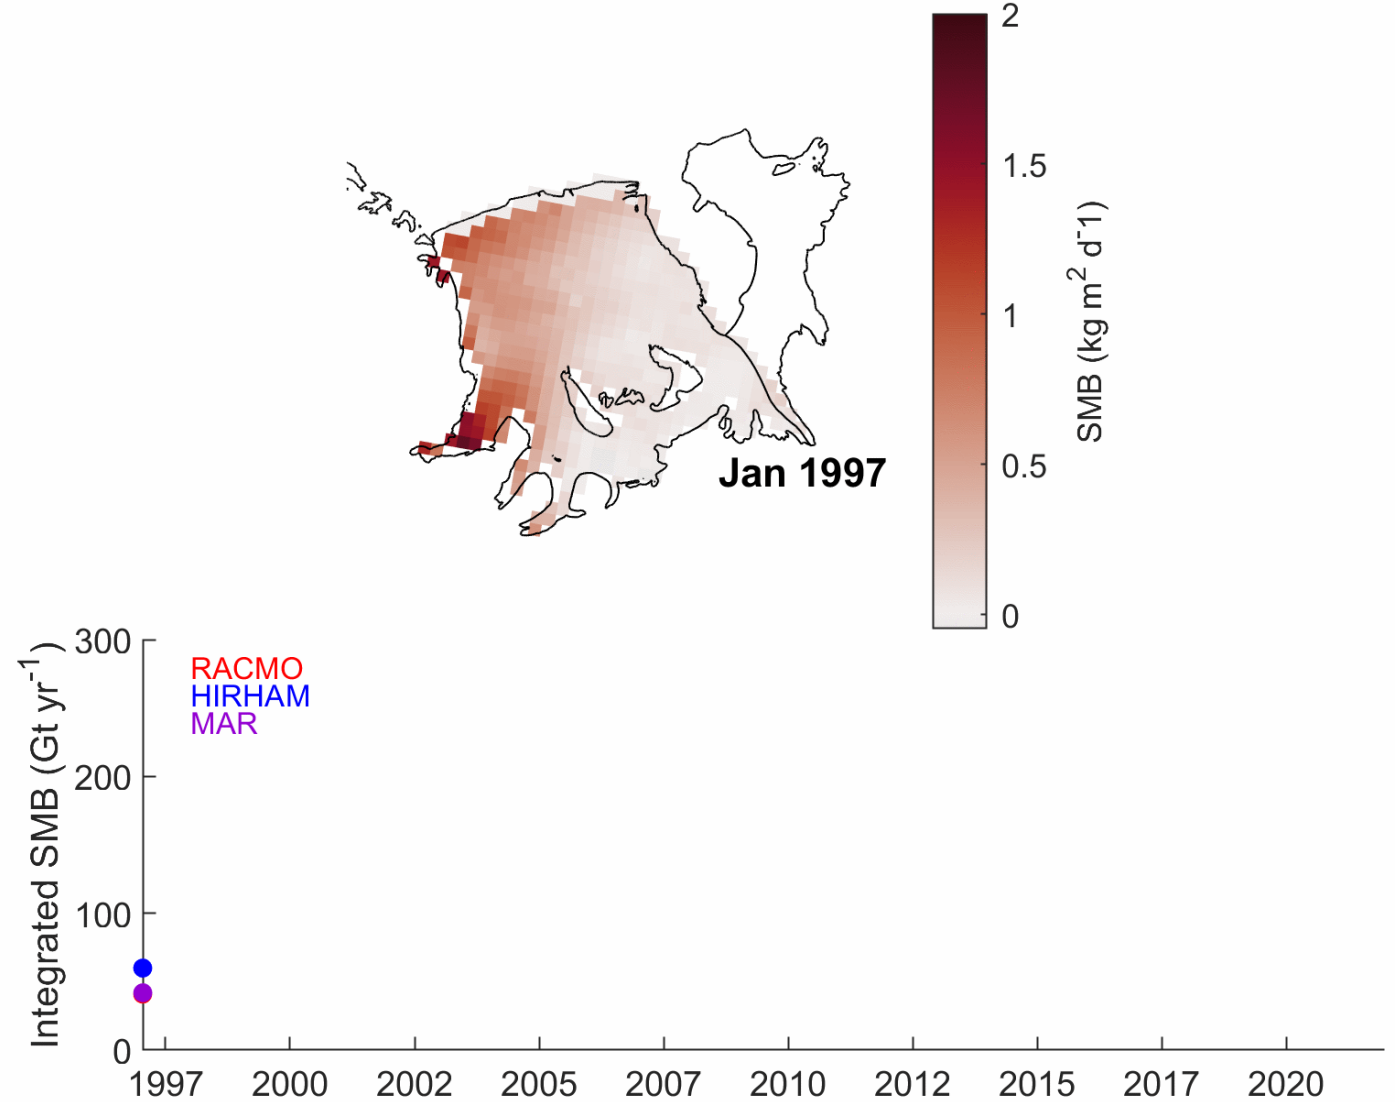 2
1.5
1
0.5
0
SMB (kg m² d⁻1)
Jan 1997
300
200
100
0
Integrated SMB (Gt yr⁻¹)
RACMO
HIRHAM
MAR
1997 2000 2002 2005 2007 2010 2012 2015 2017 2020